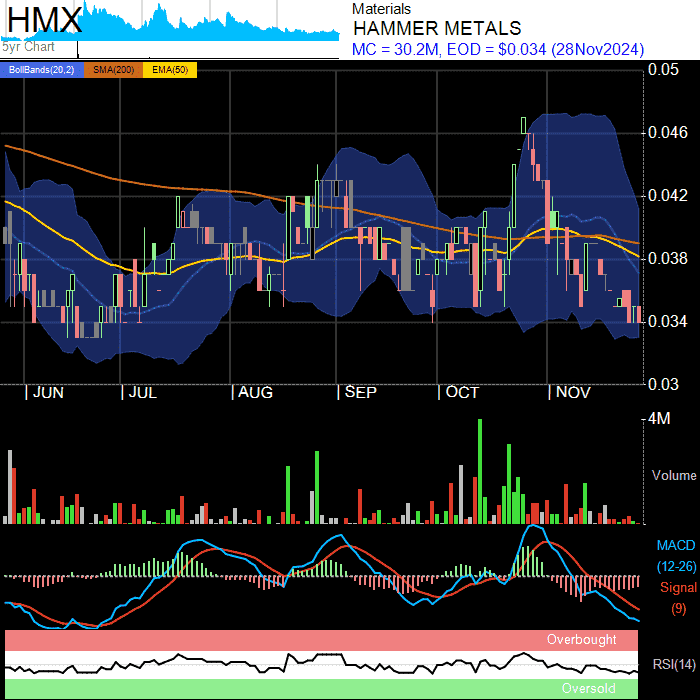 HMX
5yr Chart
Materials
HAMMER METALS
MC = 30.2M, EOD = $0.034 (28Nov2024)
BollBands(20,2) SMA(200) EMA(50)
0.05
0.046
0.042
0.038
0.034
0.03
JUN JUL AUG SEP OCT NOV
4M
Volume
MACD
(12-26)
Signal
(9)
Overbought
RSI(14)
Oversold